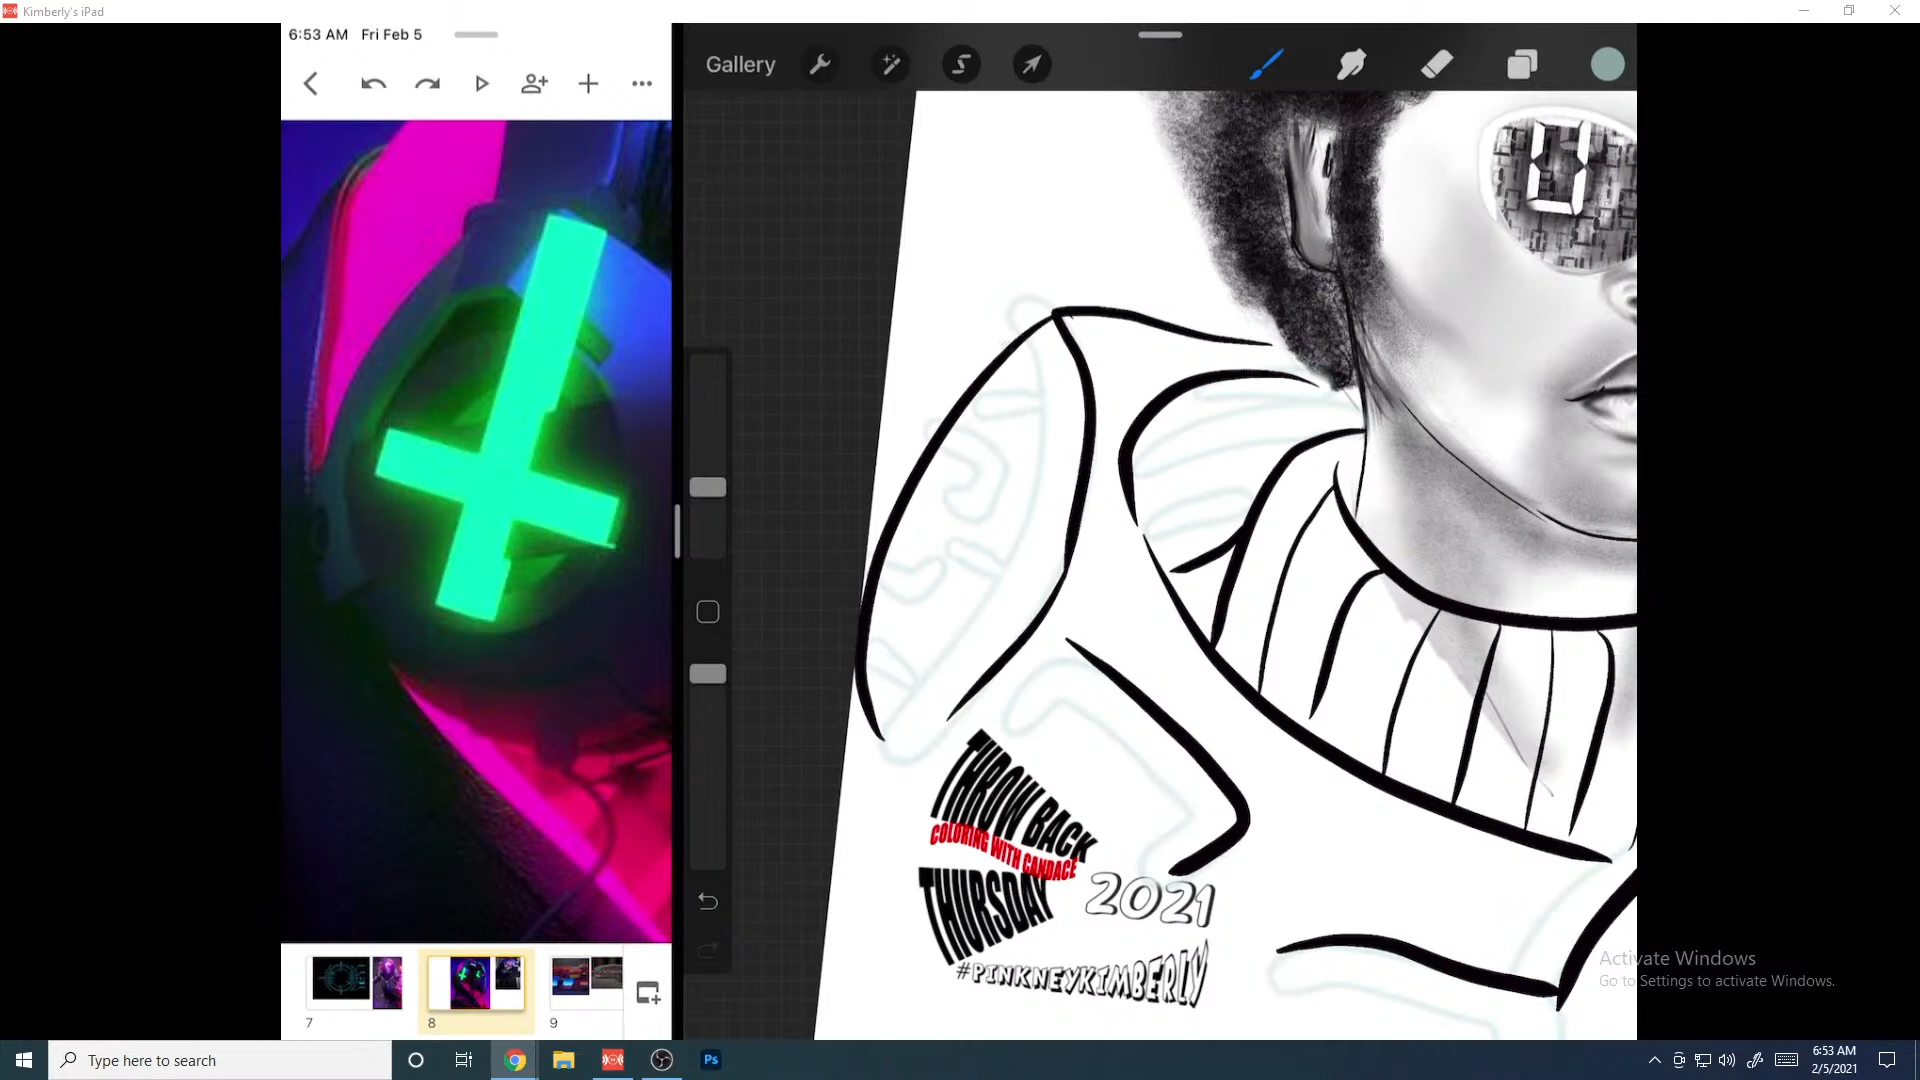 Kimberly's iPad
6:53 AM Fri Feb 5
Gallery
U
THROW BACK
COLORING WITH CANDACE
THURSDAY
2021
#PINKNEYKIMBERLY
Activate Windows
Go to Settings to activate Windows.
7
8
9
Type here to search
Ps
6:53 AM
2/5/2021